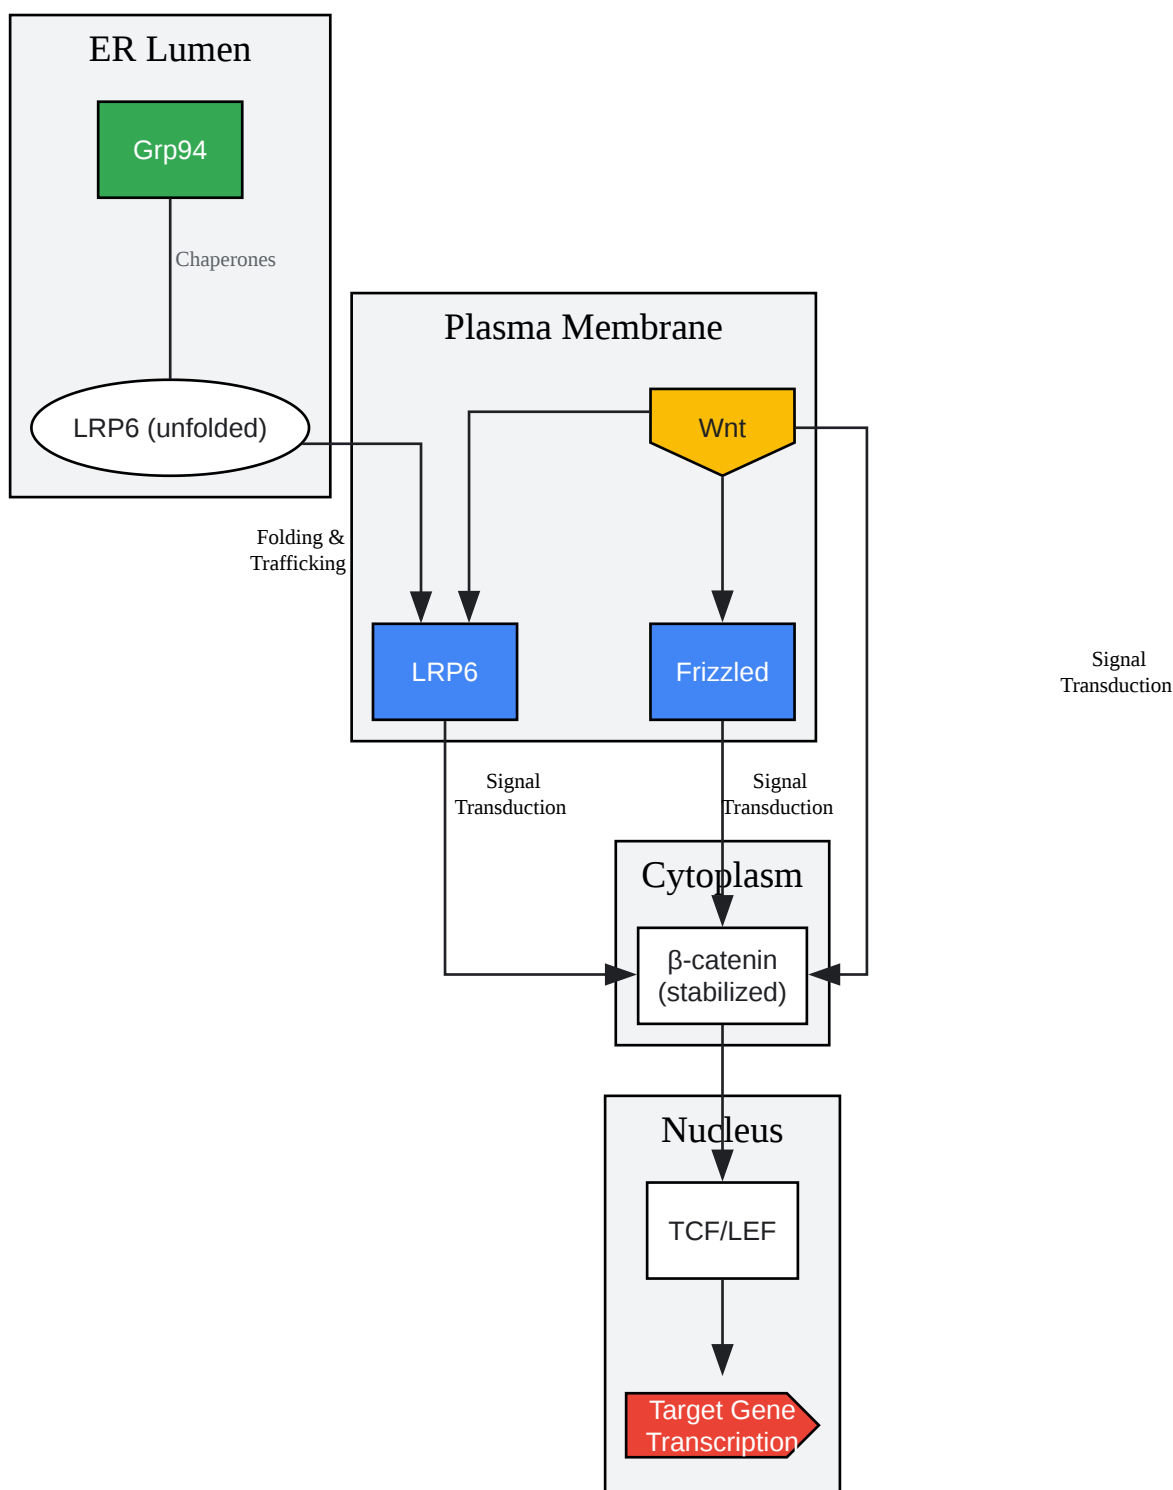 ER Lumen
Grp94
Chaperones
LRP6 (unfolded)
Plasma Membrane
Wnt
Folding &
Trafficking
LRP6
Frizzled
Signal
Transduction
Signal
Transduction
Signal
Transduction
Cytoplasm
β-catenin
(stabilized)
Nucleus
TCF/LEF
Target Gene
Transcription